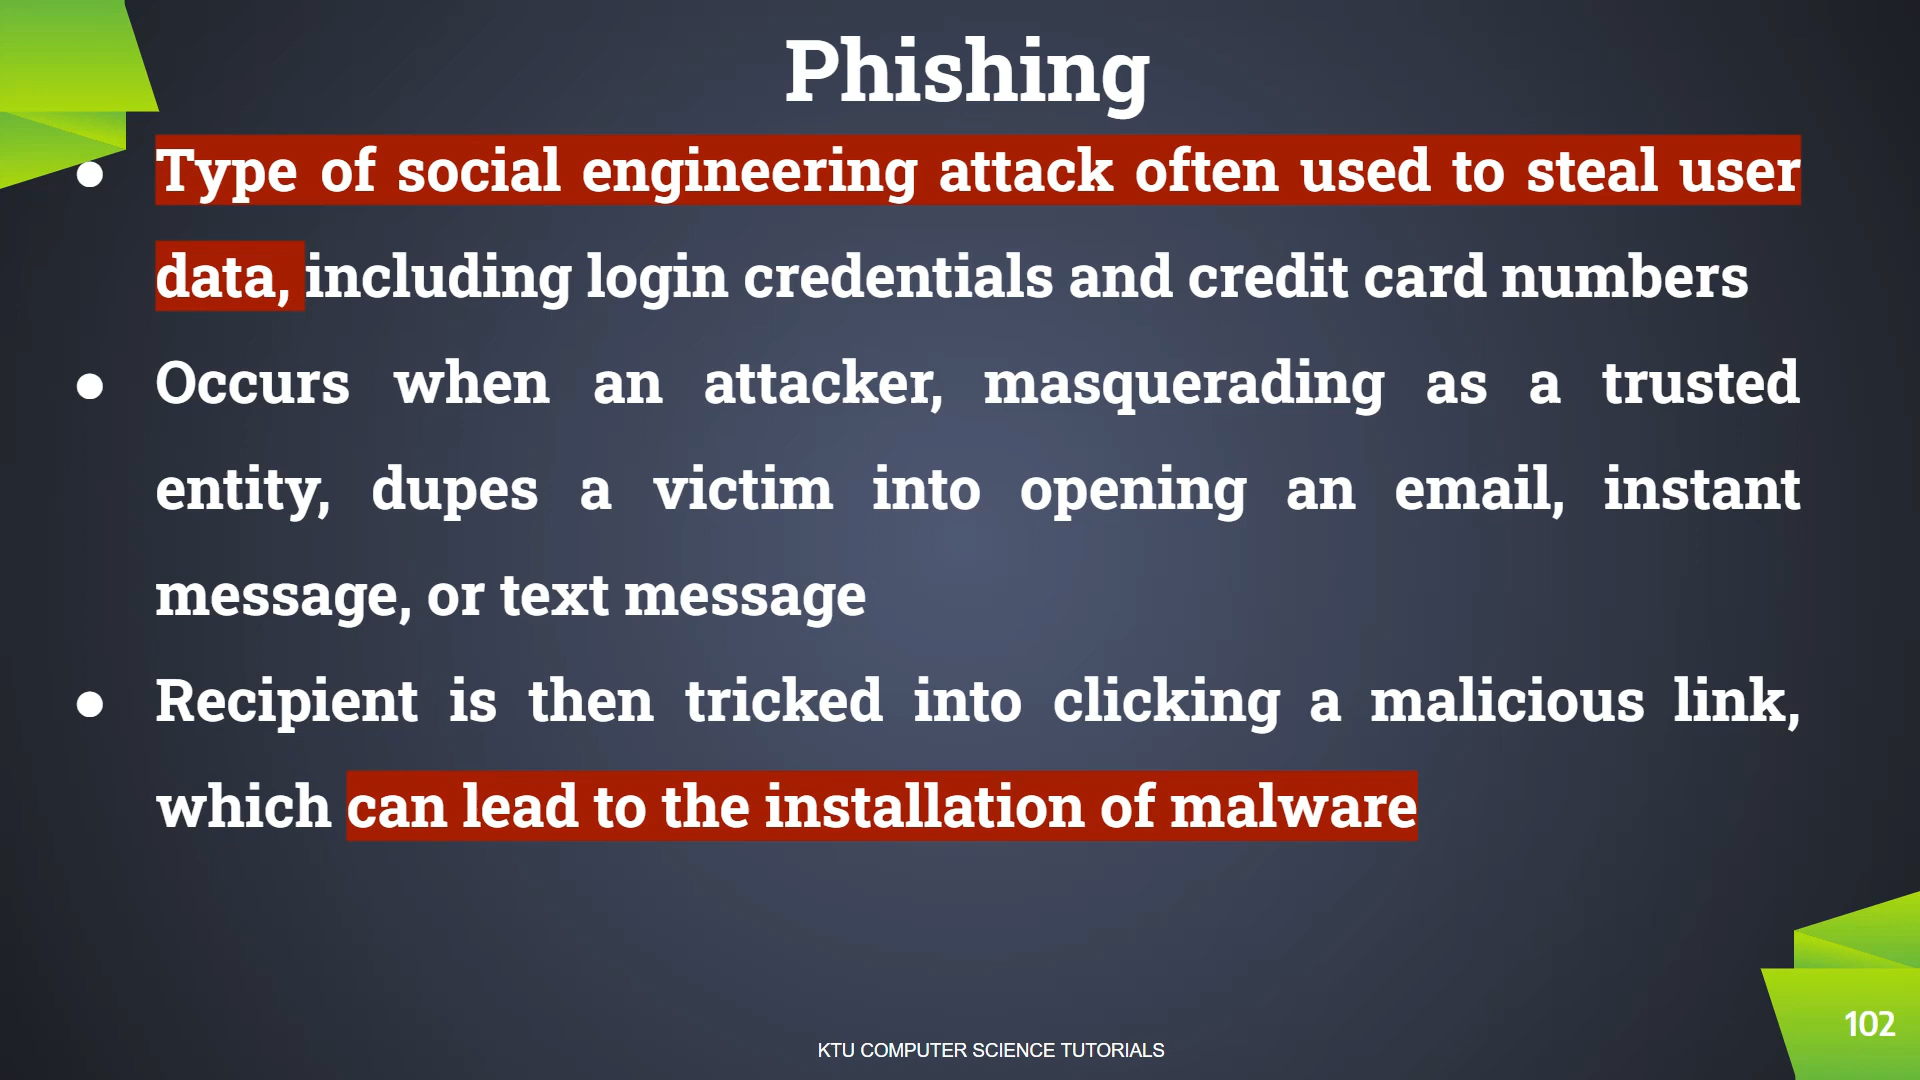 Phishing
● Type of social engineering attack often used to steal user
data, including login credentials and credit card numbers
● Occurs when an attacker, masquerading as a trusted
entity, dupes a victim into opening an email, instant
message, or text message
● Recipient is then tricked into clicking a malicious link,
which can lead to the installation of malware
102
KTU COMPUTER SCIENCE TUTORIALS